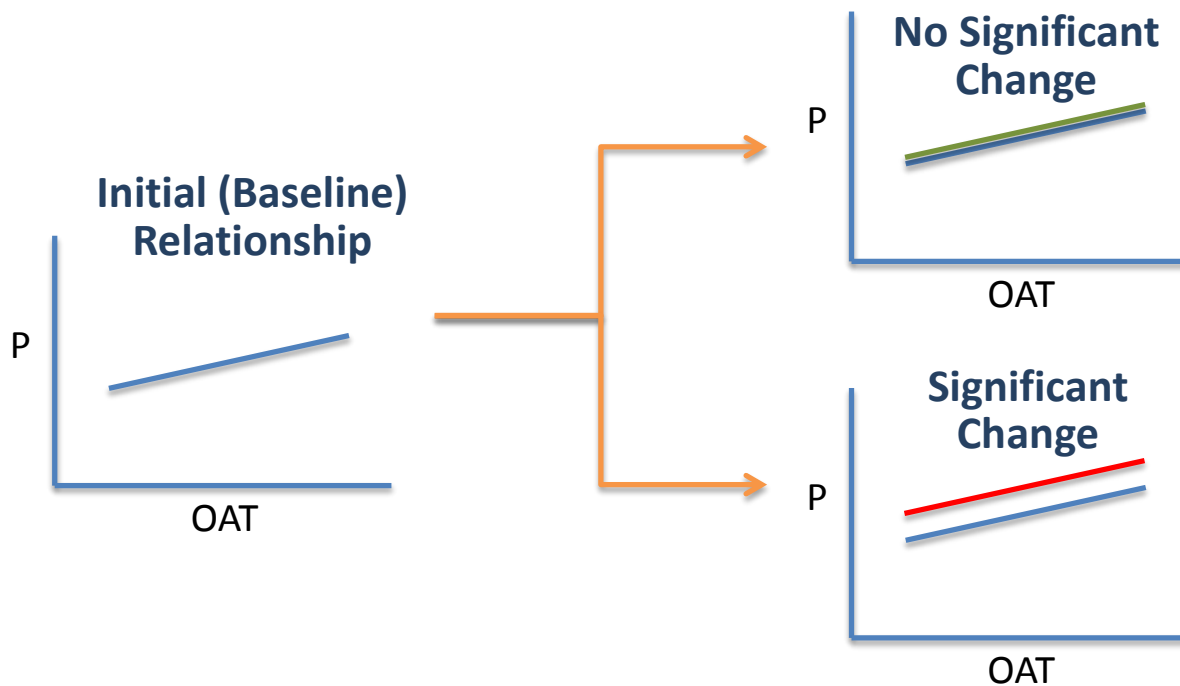 Initial (Baseline)
Relationship
P
OAT
No Significant
Change
P
OAT
Significant
Change
P
OAT